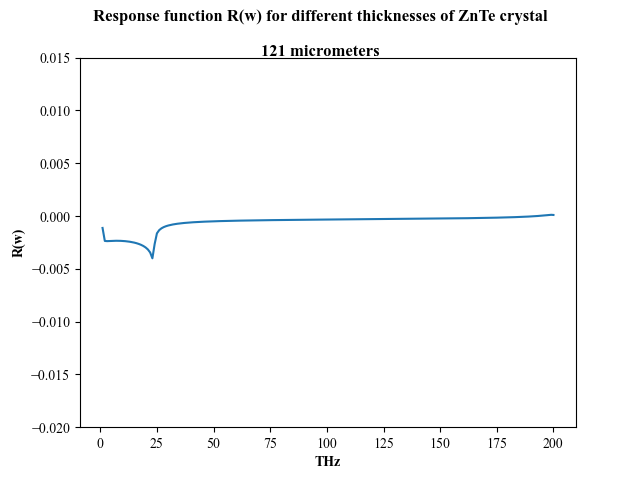 Response function R(w) for different thicknesses of ZnTe crystal
121 micrometers
0.015
0.010
0.005
0.000
−0.005
−0.010
−0.015
−0.020
R(w)
0 25 50 75 100 125 150 175 200
THz